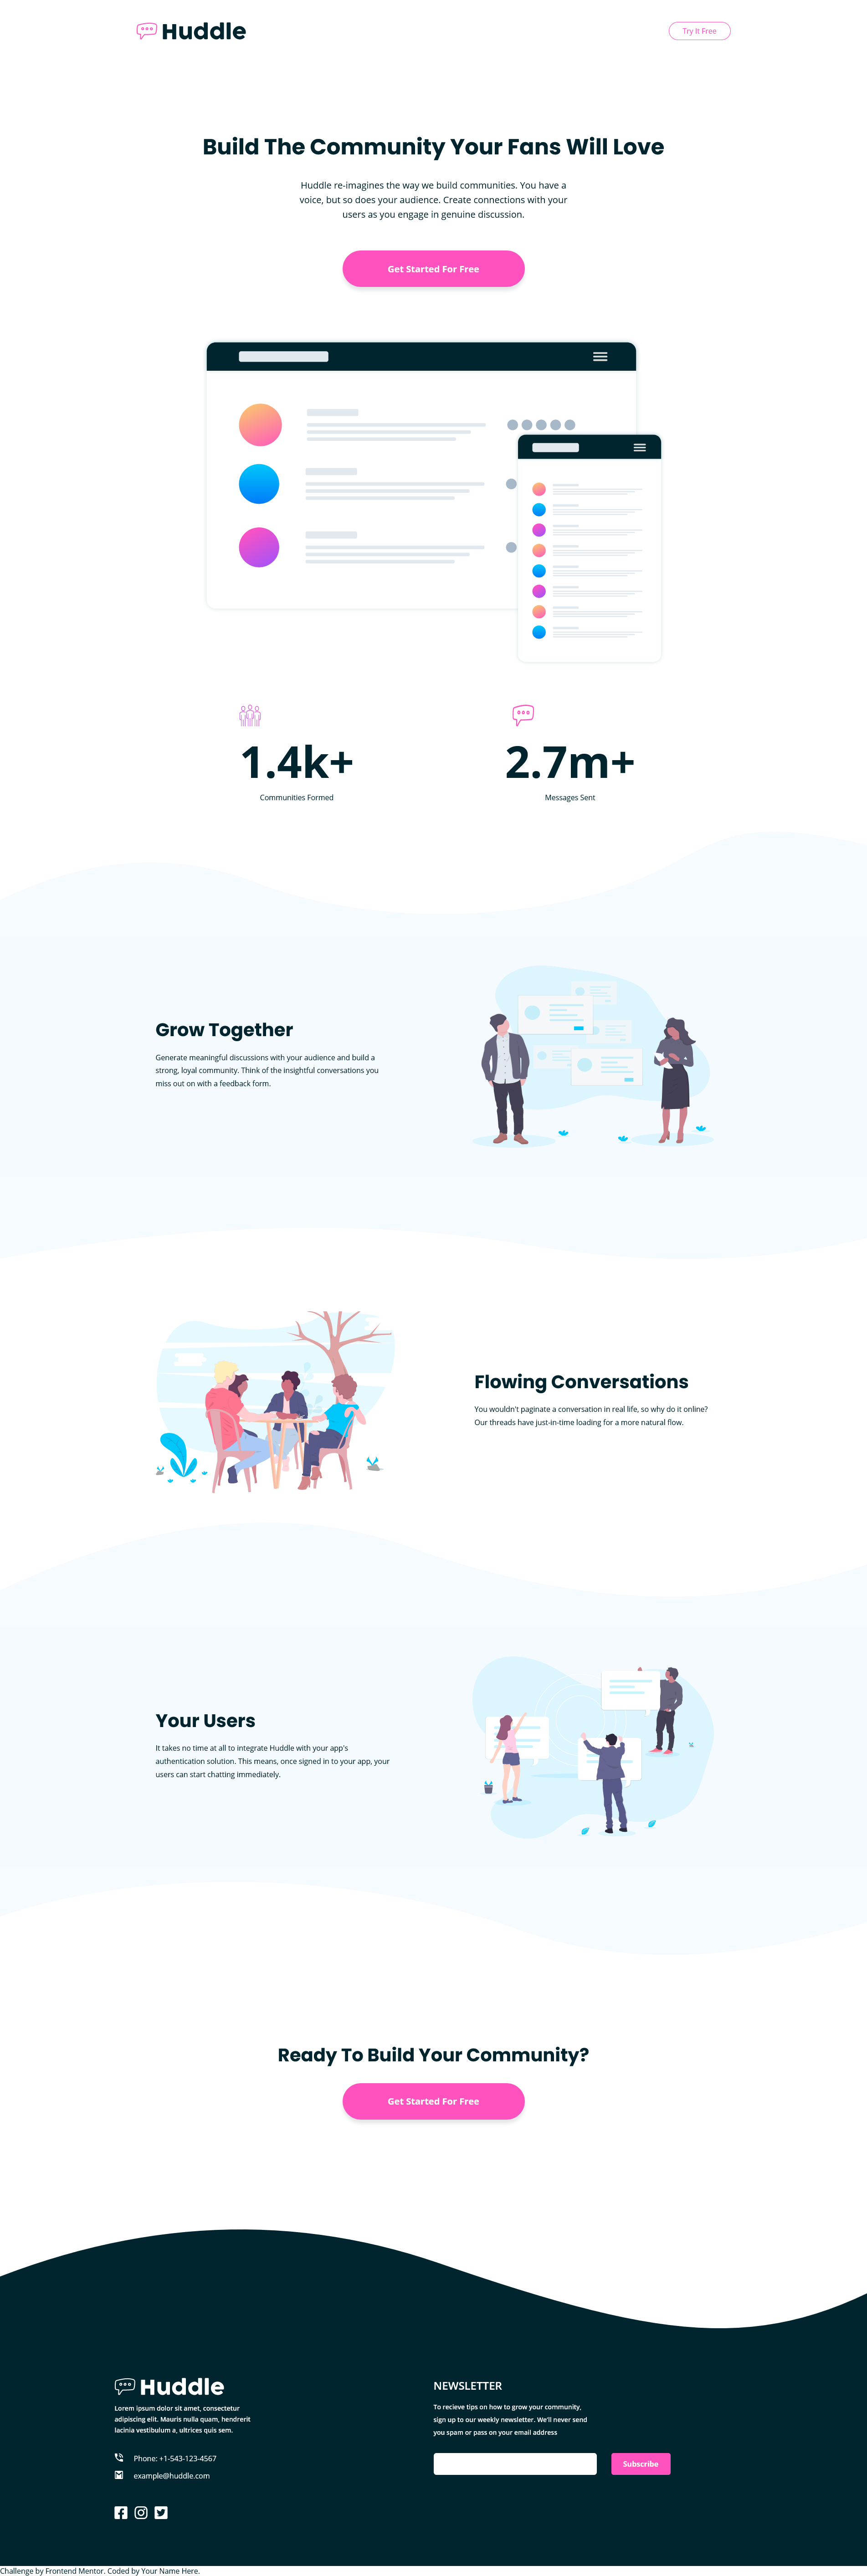 Huddle
Try It Free
Build The Community Your Fans Will Love
Huddle re-imagines the way we build communities. You have a
voice, but so does your audience. Create connections with your
users as you engage in genuine discussion.
Get Started For Free
1.4k+
Communities Formed
2.7m+
Messages Sent
Grow Together
Generate meaningful discussions with your audience and build a
strong, loyal community. Think of the insightful conversations you
miss out on with a feedback form.
Flowing Conversations
You wouldn't paginate a conversation in real life, so why do it online?
Our threads have just-in-time loading for a more natural flow.
Your Users
It takes no time at all to integrate Huddle with your app's
authentication solution. This means, once signed in to your app, your
users can start chatting immediately.
Ready To Build Your Community?
Get Started For Free
Huddle
Lorem ipsum dolor sit amet, consectetur
adipiscing elit. Mauris nulla quam, hendrerit
lacinia vestibulum a, ultrices quis sem.
Phone: +1-543-123-4567
example@huddle.com
NEWSLETTER
To recieve tips on how to grow your community,
sign up to our weekly newsletter. We'll never send
you spam or pass on your email address
Subscribe
Challenge by Frontend Mentor. Coded by Your Name Here.